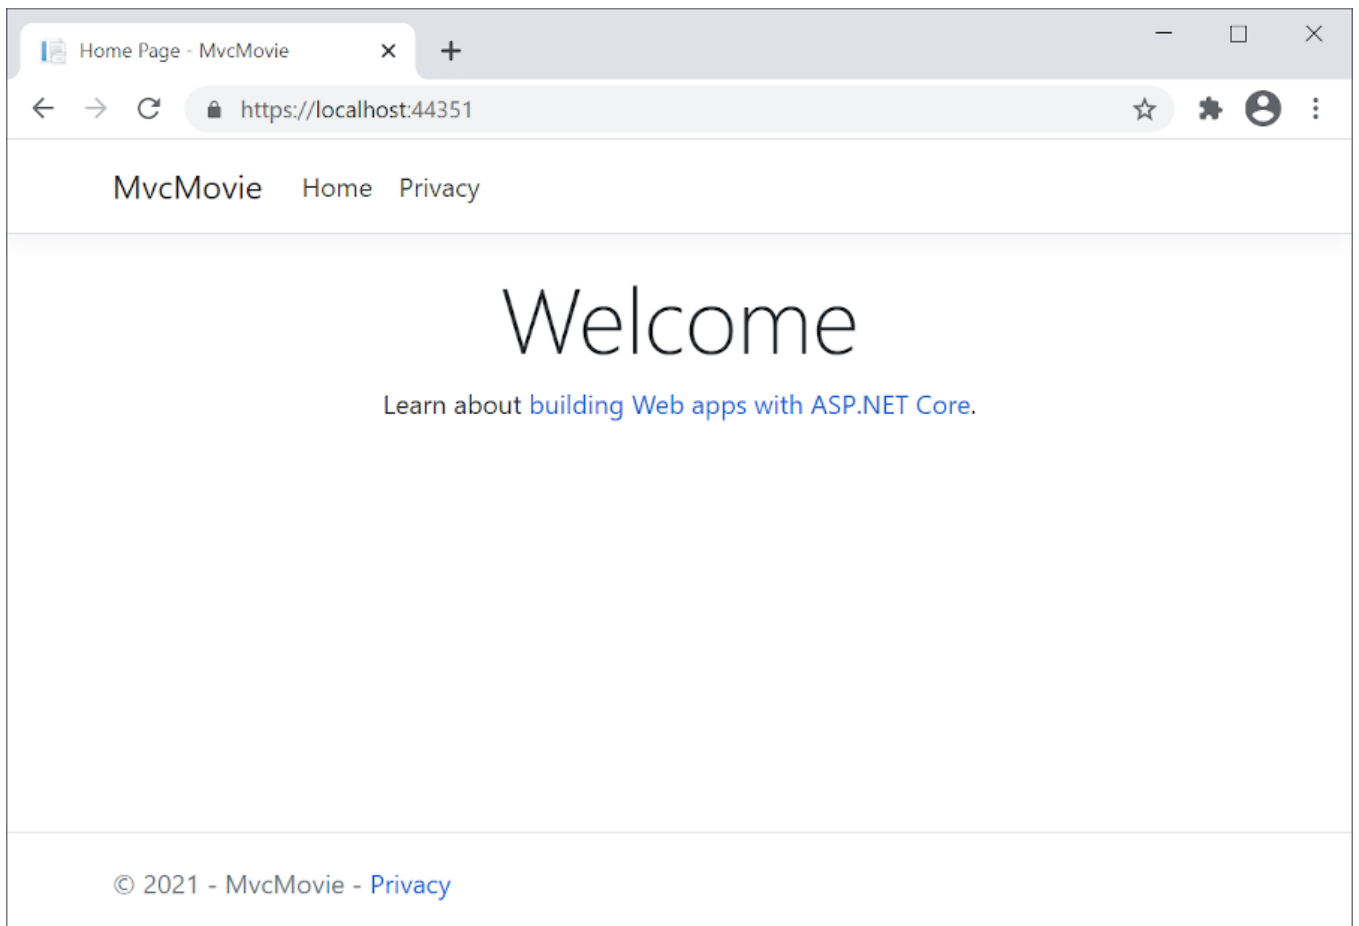 Home Page - MvcMovie
https://localhost:44351
MvcMovie Home Privacy
Welcome
Learn about building Web apps with ASP.NET Core.
© 2021 - MvcMovie - Privacy